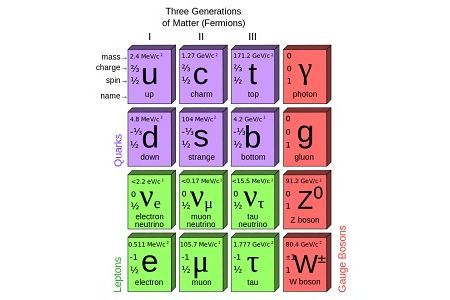 Three Generations
of Matter (Fermions)
I II III
mass→ 2.4 MeV/c² 1.27 GeV/c² 171.2 GeV/c² 0
charge→ ⅔ ⅔ ⅔ 0
spin→ ½ u ½ c ½ t 1 γ
name→ up charm top photon
4.8 MeV/c² 104 MeV/c² 4.2 GeV/c² 0
-⅓ -⅓ -⅓ 0
½ d ½ s ½ b 1 g
down strange bottom gluon
Quarks
<2.2 eV/c² <0.17 MeV/c² <15.5 MeV/c² 91.2 GeV/c²
0 0 0 0
½ νe ½ νμ ½ ντ 1 Z⁰
electron muon tau Z boson
neutrino neutrino neutrino
0.511 MeV/c² 105.7 MeV/c² 1.777 GeV/c² 80.4 GeV/c²
-1 -1 -1 ±1
½ e ½ μ ½ τ 1 W±
electron muon tau W boson
Leptons
Gauge Bosons